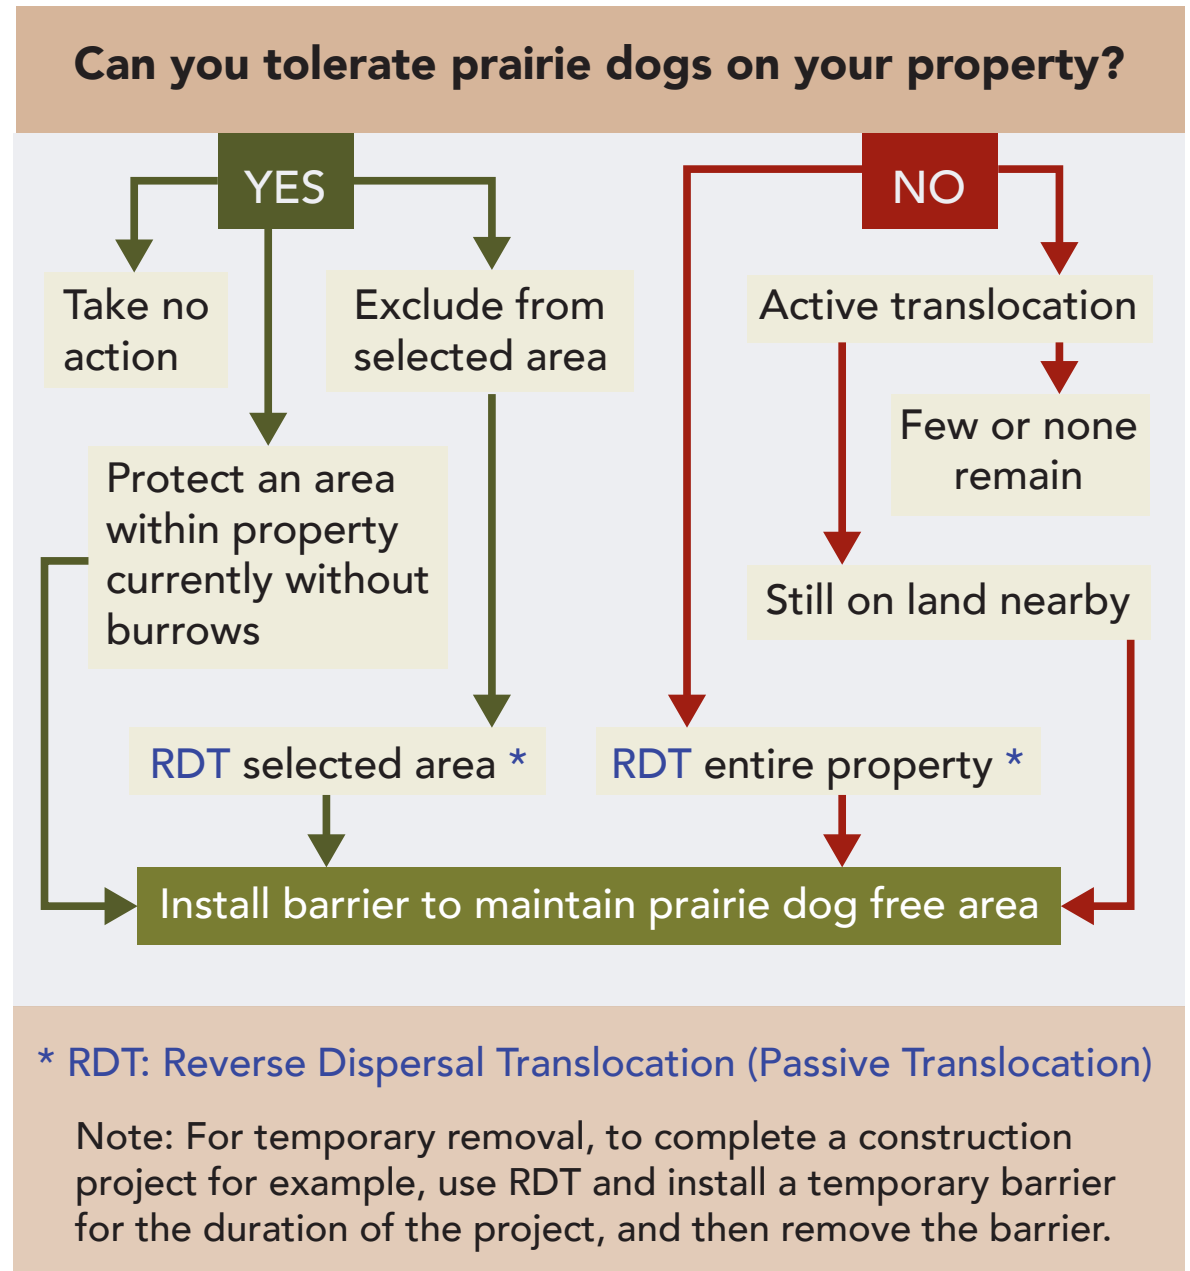 Can you tolerate prairie dogs on your property?
YES
NO
Take no
action
Exclude from
selected area
Protect an area
within property
currently without
burrows
Active translocation
Few or none
remain
Still on land nearby
RDT selected area *
RDT entire property *
Install barrier to maintain prairie dog free area
* RDT: Reverse Dispersal Translocation (Passive Translocation)
Note: For temporary removal, to complete a construction
project for example, use RDT and install a temporary barrier
for the duration of the project, and then remove the barrier.